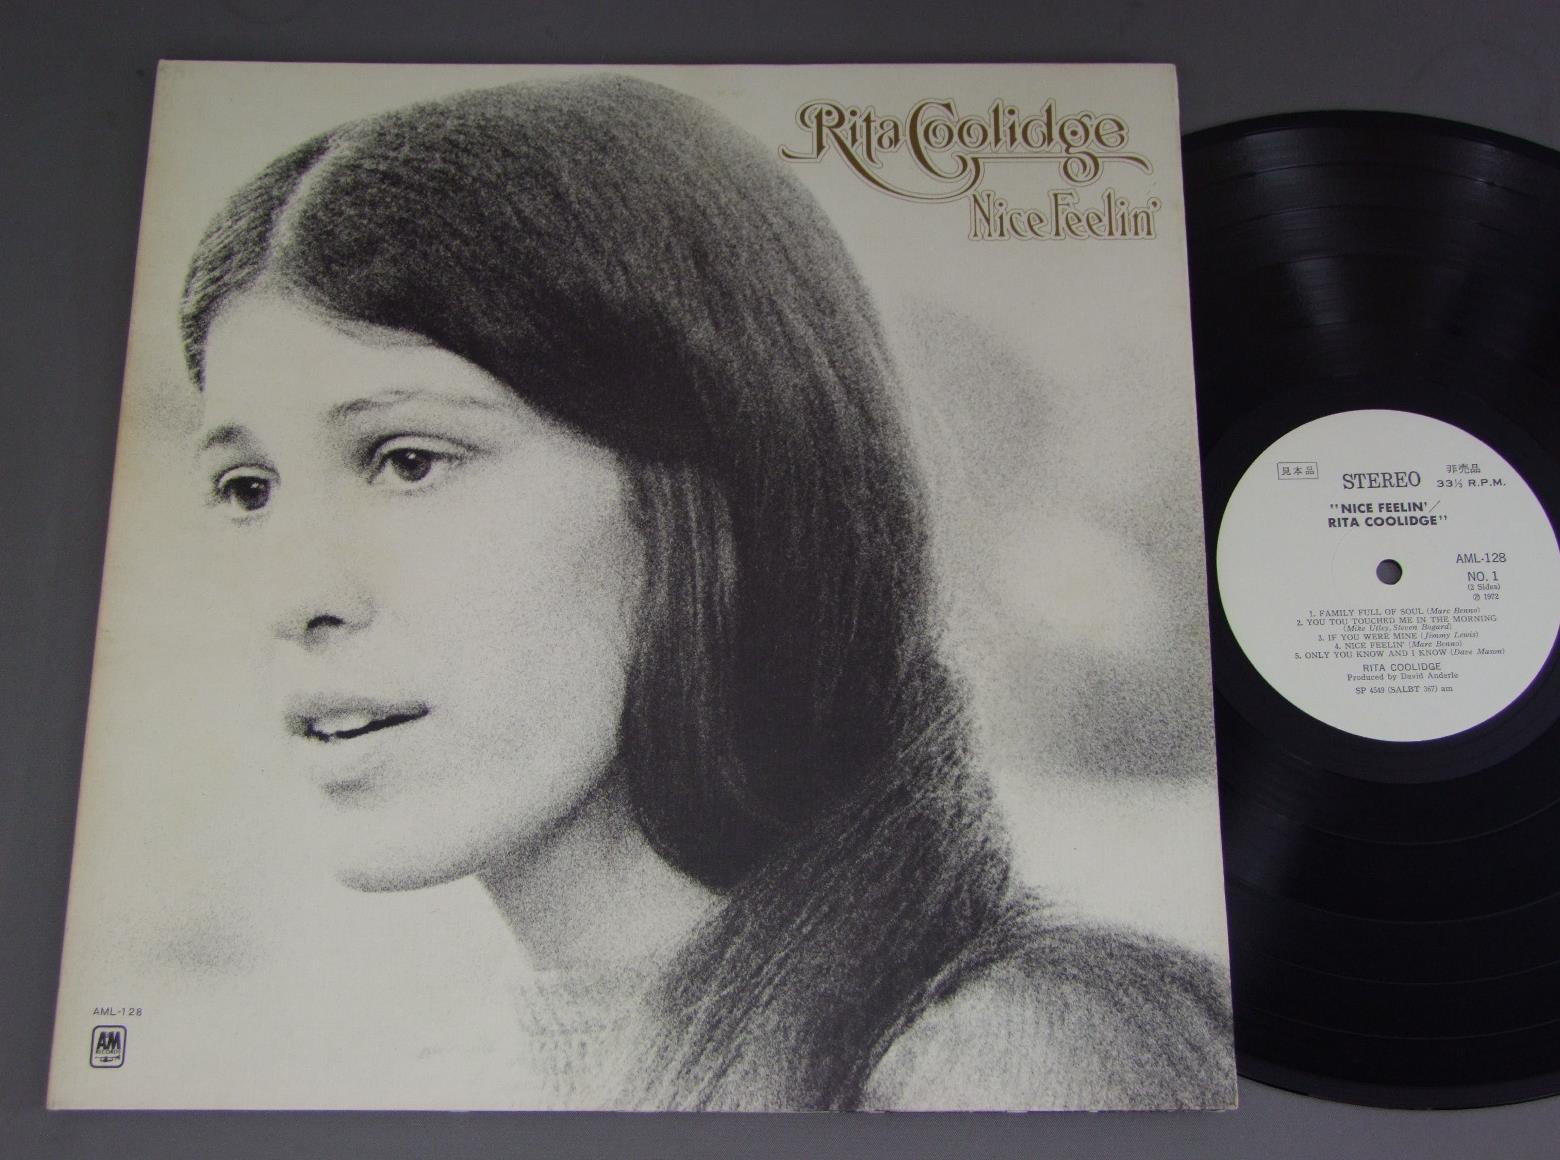 Rita Coolidge
Nice Feelin'
AML-128
AM
RECORDS
見本品
STEREO
非売品
33⅓ R.P.M.
"NICE FEELIN'/
RITA COOLIDGE"
AML-128
NO. 1
(2 Sides)
℗ 1972
1. FAMILY FULL OF SOUL (Marc Benno)
2. YOU TOU TOUCHED ME IN THE MORNING
(Mike Utley, Steven Bogard)
3. IF YOU WERE MINE (Jimmy Lewis)
4. NICE FEELIN' (Marc Benno)
5. ONLY YOU KNOW AND I KNOW (Dave Mason)
RITA COOLIDGE
Produced by David Anderle
SP 4549 (SALBT 367) am